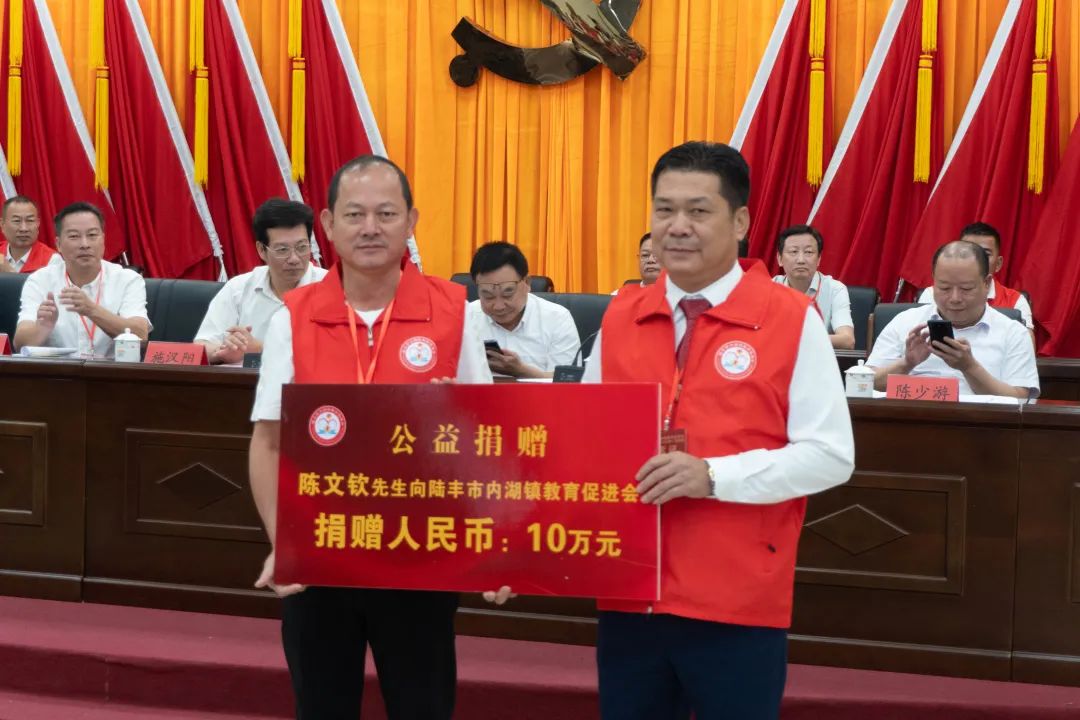 施汉阳
陈少游
公益捐赠
陈文钦先生向陆丰市内湖镇教育促进会
捐赠人民币：10万元